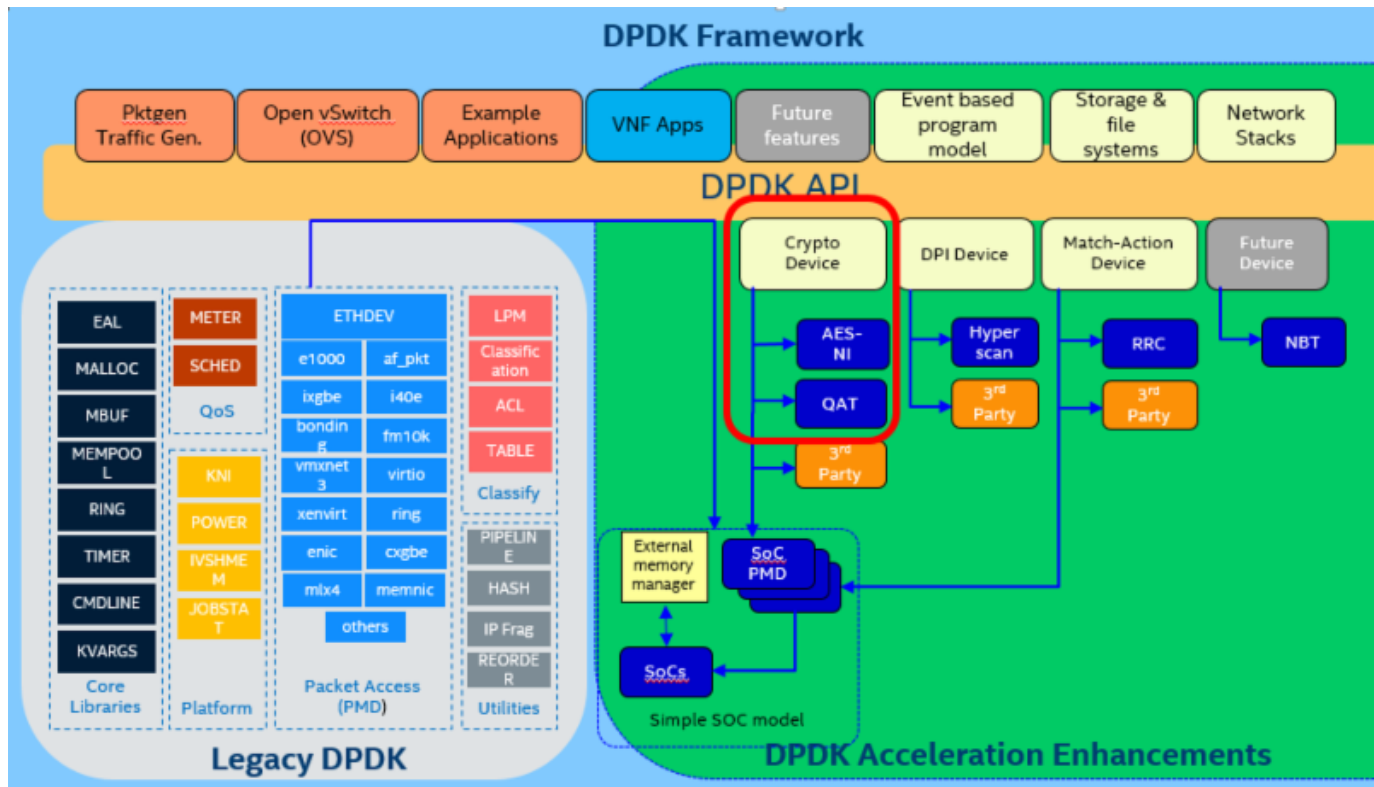 DPDK Framework
Pktgen
Traffic Gen.
Open vSwitch
(OVS)
Example
Applications
VNF Apps
Future
features
Event based
program
model
Storage &
file
systems
Network
Stacks
DPDK API
Crypto
Device
DPI Device
Match-Action
Device
Future
Device
AES-
NI
QAT
3rd
Party
Hyper
scan
3rd
Party
RRC
3rd
Party
NBT
EAL
MALLOC
MBUF
MEMPOO
L
RING
TIMER
CMDLINE
KVARGS
Core
Libraries
METER
SCHED
QoS
KNI
POWER
IVSHME
M
JOBSTA
T
Platform
ETHDEV
e1000
af_pkt
ixgbe
i40e
bondin
g
fm10k
vmxnet
3
virtio
xenvirt
ring
enic
cxgbe
mlx4
memnic
others
Packet Access
(PMD)
LPM
Classific
ation
ACL
TABLE
Classify
PIPELIN
E
HASH
IP Frag
REORDE
R
Utilities
External
memory
manager
SoC
PMD
SoCs
Simple SOC model
Legacy DPDK
DPDK Acceleration Enhancements